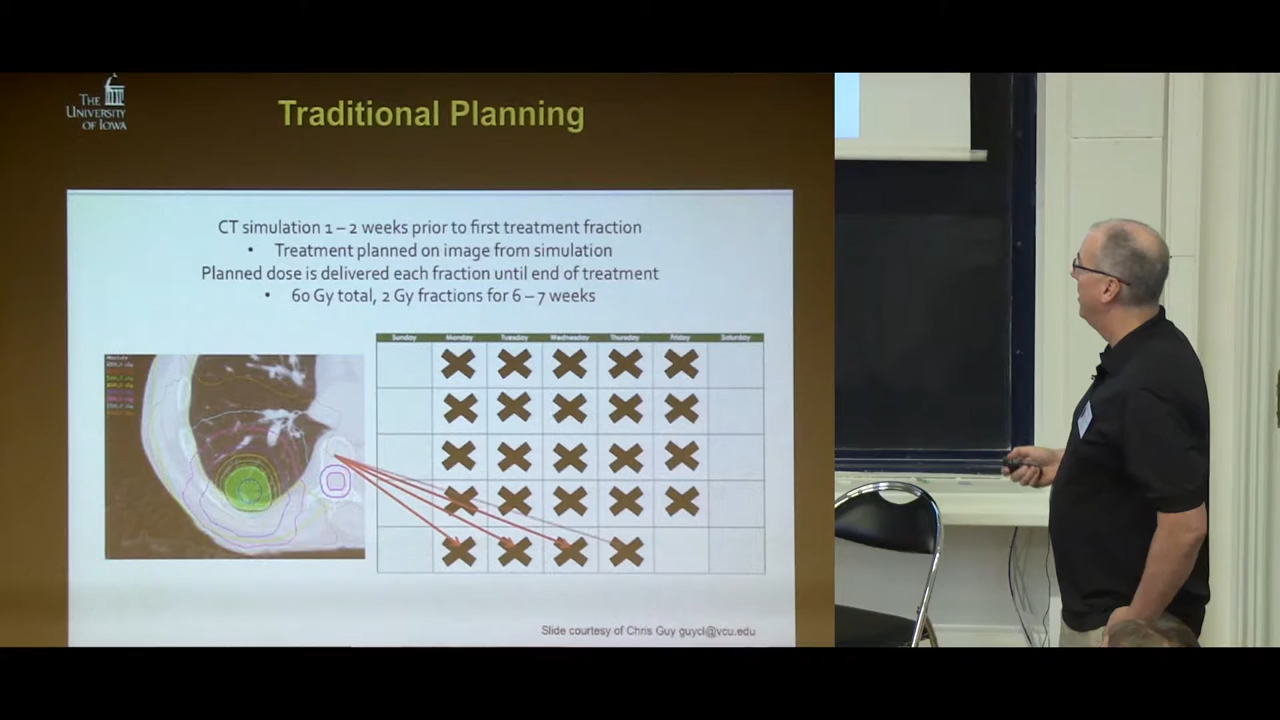 THE
UNIVERSITY
OF IOWA
Traditional Planning
CT simulation 1 – 2 weeks prior to first treatment fraction
• Treatment planned on image from simulation
Planned dose is delivered each fraction until end of treatment
• 60 Gy total, 2 Gy fractions for 6 – 7 weeks
Sunday Monday Tuesday Wednesday Thursday Friday Saturday
Slide courtesy of Chris Guy guycl@vcu.edu